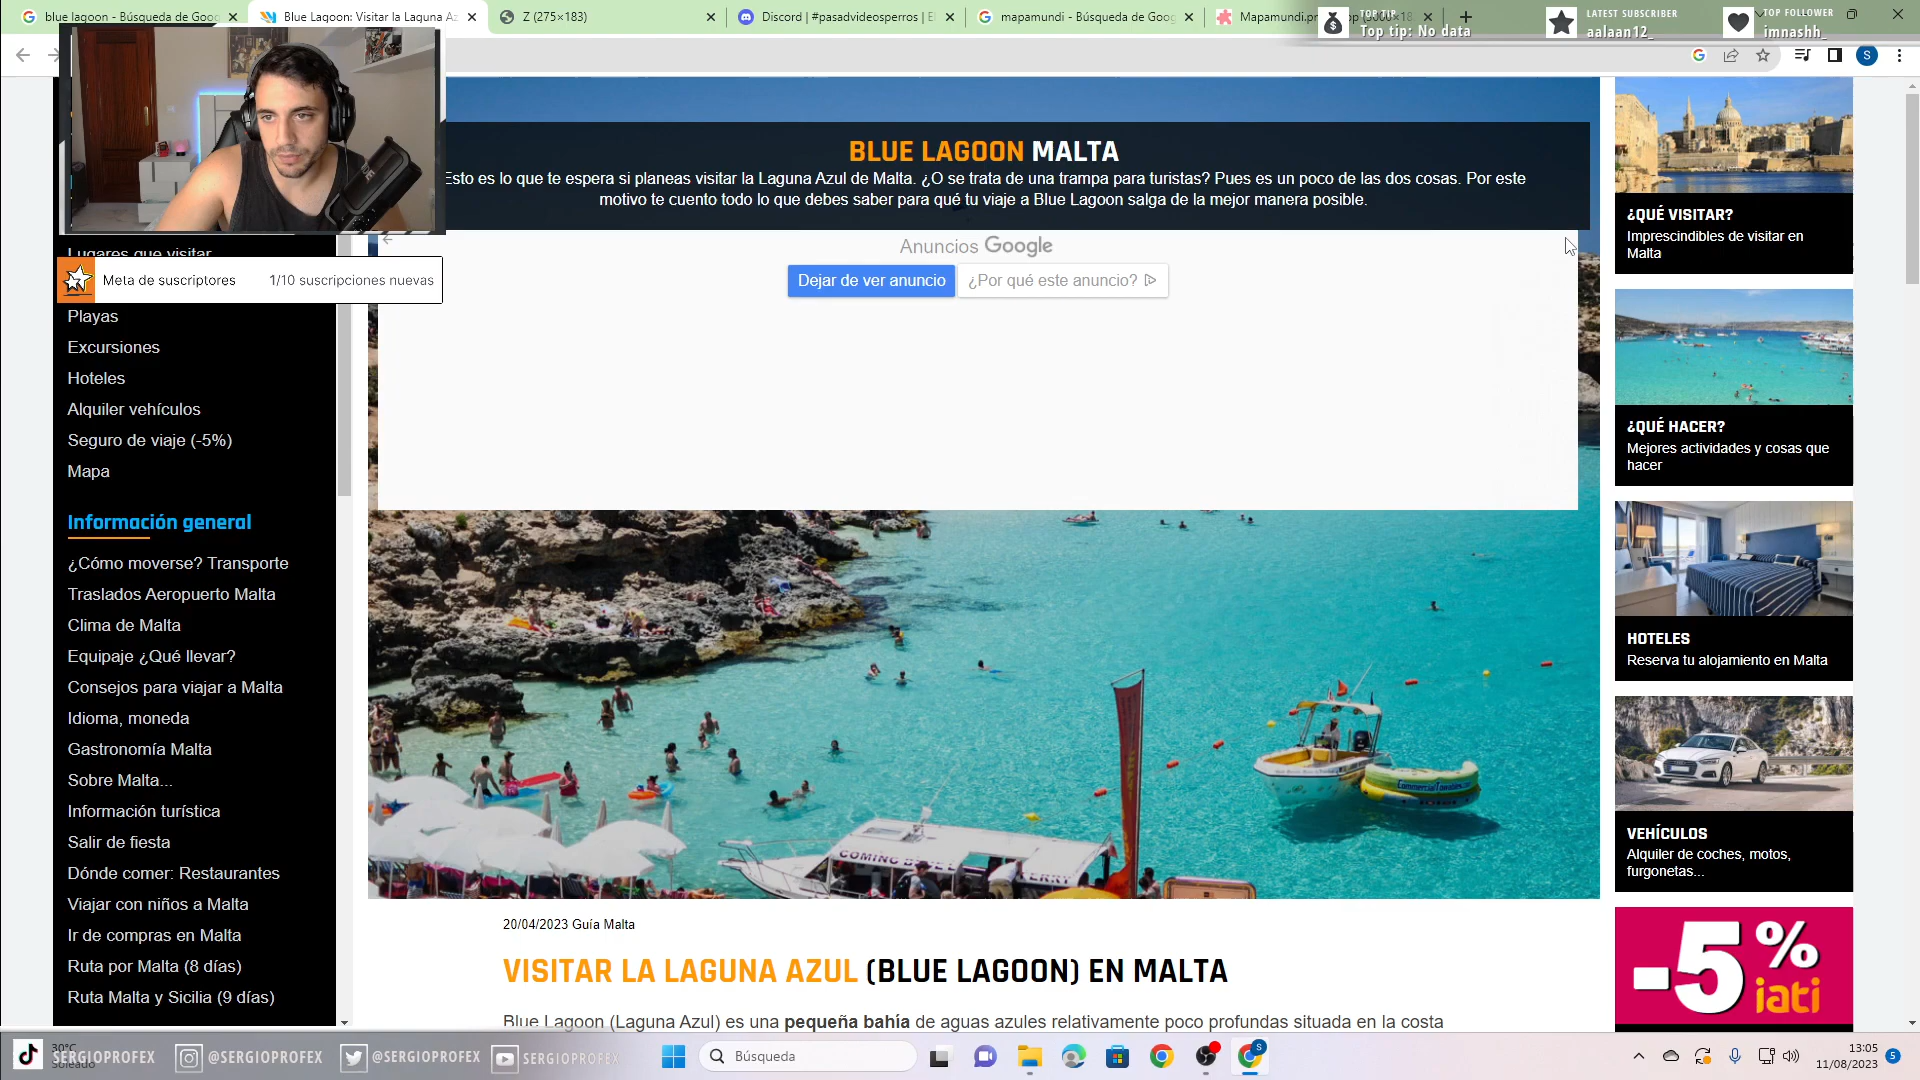 blue lagoon - Búsqueda de Goo
Blue Lagoon: Visitar la Laguna Az
Z (275×183)
Discord | #pasadvideosperros | E
mapamundi - Búsqueda de Goog
TOP TIP
Top tip: No data
LATEST SUBSCRIBER
aalaan12_
TOP FOLLOWER
imnashh_
S
BLUE LAGOON MALTA
Esto es lo que te espera si planeas visitar la Laguna Azul de Malta. ¿O se trata de una trampa para turistas? Pues es un poco de las dos cosas. Por este
motivo te cuento todo lo que debes saber para qué tu viaje a Blue Lagoon salga de la mejor manera posible.
Anuncios Google
Dejar de ver anuncio
¿Por qué este anuncio?
Lugares que visitar
Meta de suscriptores 1/10 suscripciones nuevas
Playas
Excursiones
Hoteles
Alquiler vehículos
Seguro de viaje (-5%)
Mapa
Información general
¿Cómo moverse? Transporte
Traslados Aeropuerto Malta
Clima de Malta
Equipaje ¿Qué llevar?
Consejos para viajar a Malta
Idioma, moneda
Gastronomía Malta
Sobre Malta...
Información turística
Salir de fiesta
Dónde comer: Restaurantes
Viajar con niños a Malta
Ir de compras en Malta
Ruta por Malta (8 días)
Ruta Malta y Sicilia (9 días)
20/04/2023 Guía Malta
VISITAR LA LAGUNA AZUL (BLUE LAGOON) EN MALTA
Blue Lagoon (Laguna Azul) es una pequeña bahía de aguas azules relativamente poco profundas situada en la costa
¿QUÉ VISITAR?
Imprescindibles de visitar en
Malta
¿QUÉ HACER?
Mejores actividades y cosas que
hacer
HOTELES
Reserva tu alojamiento en Malta
VEHÍCULOS
Alquiler de coches, motos,
furgonetas...
-5%
iati
30°C
Soleado
SERGIOPROFEX
@SERGIOPROFEX
@SERGIOPROFEX
SERGIOPROFEX
Búsqueda
S
13:05
11/08/2023
5